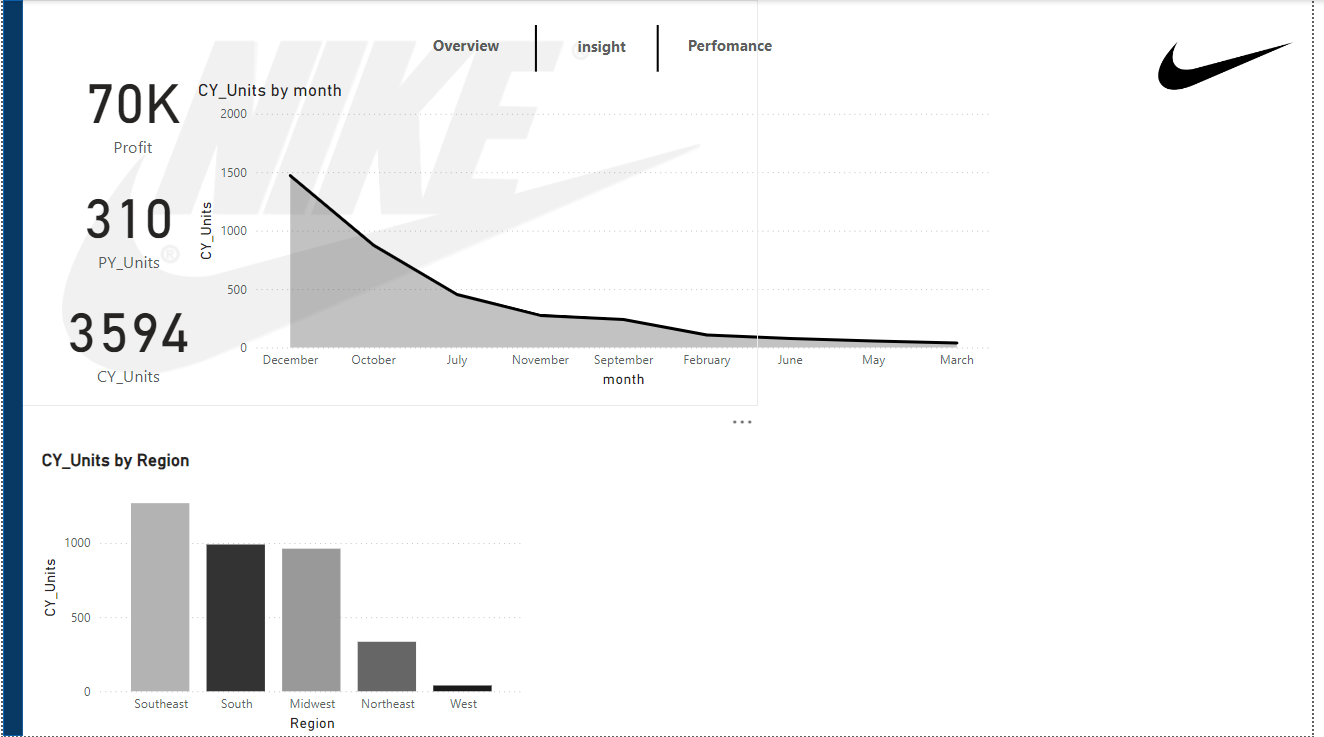 Overview
insight
Perfomance
NIKE
®
®
70K
Profit
310
PY_Units
3594
CY_Units
CY_Units by month
2000
1500
1000
500
0
CY_Units
December October July November September February June May March
month
CY_Units by Region
1000
500
0
CY_Units
Southeast South Midwest Northeast West
Region